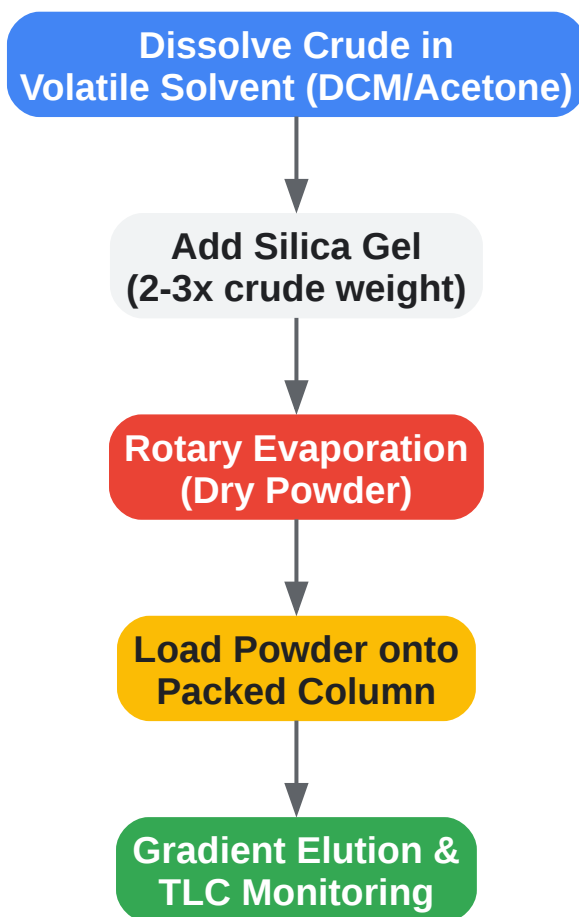 Dissolve Crude in
Volatile Solvent (DCM/Acetone)
Add Silica Gel
(2-3x crude weight)
Rotary Evaporation
(Dry Powder)
Load Powder onto
Packed Column
Gradient Elution &
TLC Monitoring